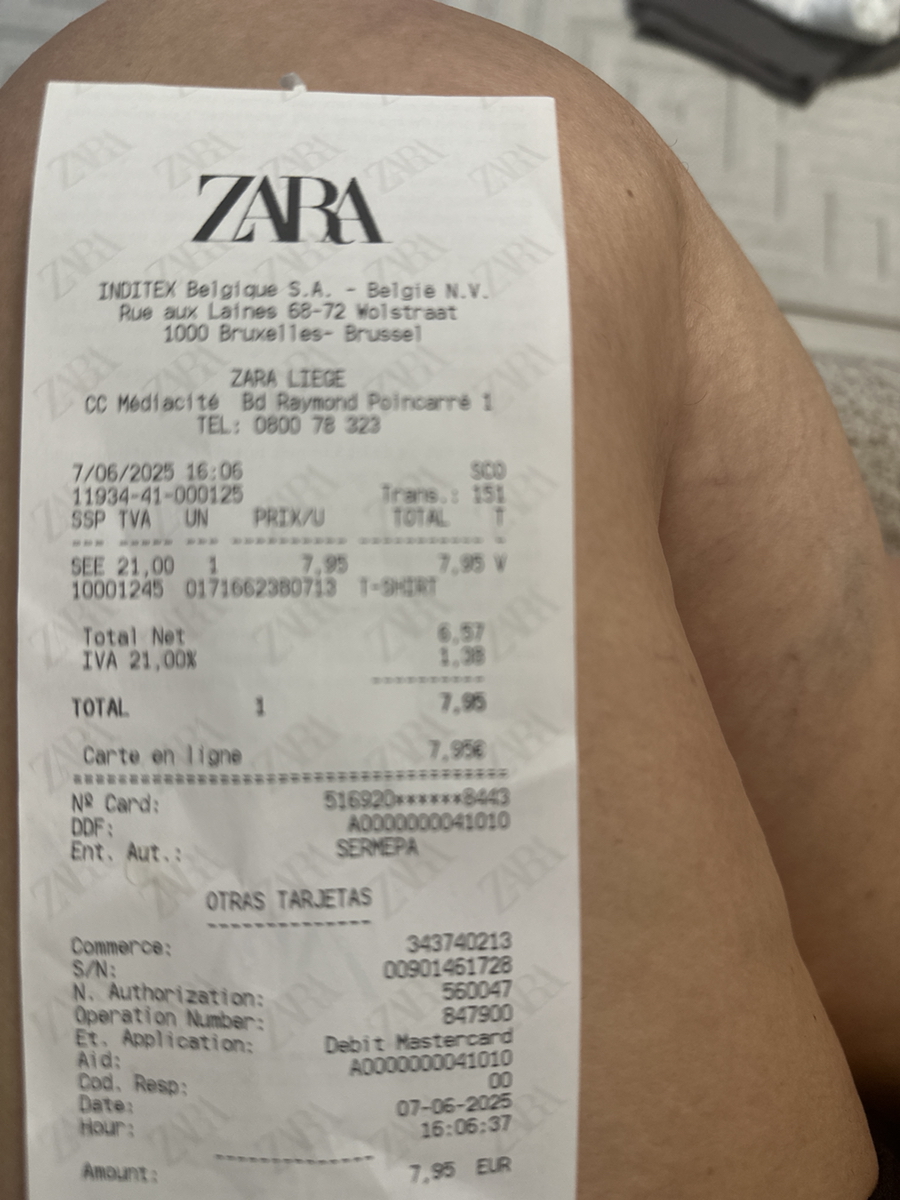 ZARA
INDITEX Belgique S.A. - Belgie N.V.
Rue aux Laines 68-72 Wolstraat
1000 Bruxelles- Brussel
ZARA LIEGE
CC Médiacité Bd Raymond Poincarré 1
TEL: 0800 78 323
7/06/2025 16:06 SCO
11934-41-000125 Trans.: 151
SSP TVA UN PRIX/U TOTAL T
--- ----- --- ---------- ----------- -
SEE 21,00 1 7,95 7,95 V
10001245 0171662380713 T-SHIRT
Total Net 6,57
IVA 21,00% 1,38
----------
TOTAL 1 7,95
Carte en ligne 7,95€
======================================
Nº Card: 516920******8443
DDF: A0000000041010
Ent. Aut.: SERMEPA
OTRAS TARJETAS
---------------
Commerce: 343740213
S/N: 00901461728
N. Authorization: 560047
Operation Number: 847900
Et. Application: Debit Mastercard
Aid: A0000000041010
Cod. Resp: 00
Date: 07-06-2025
Hour: 16:06:37
---------------
Amount: 7,95 EUR